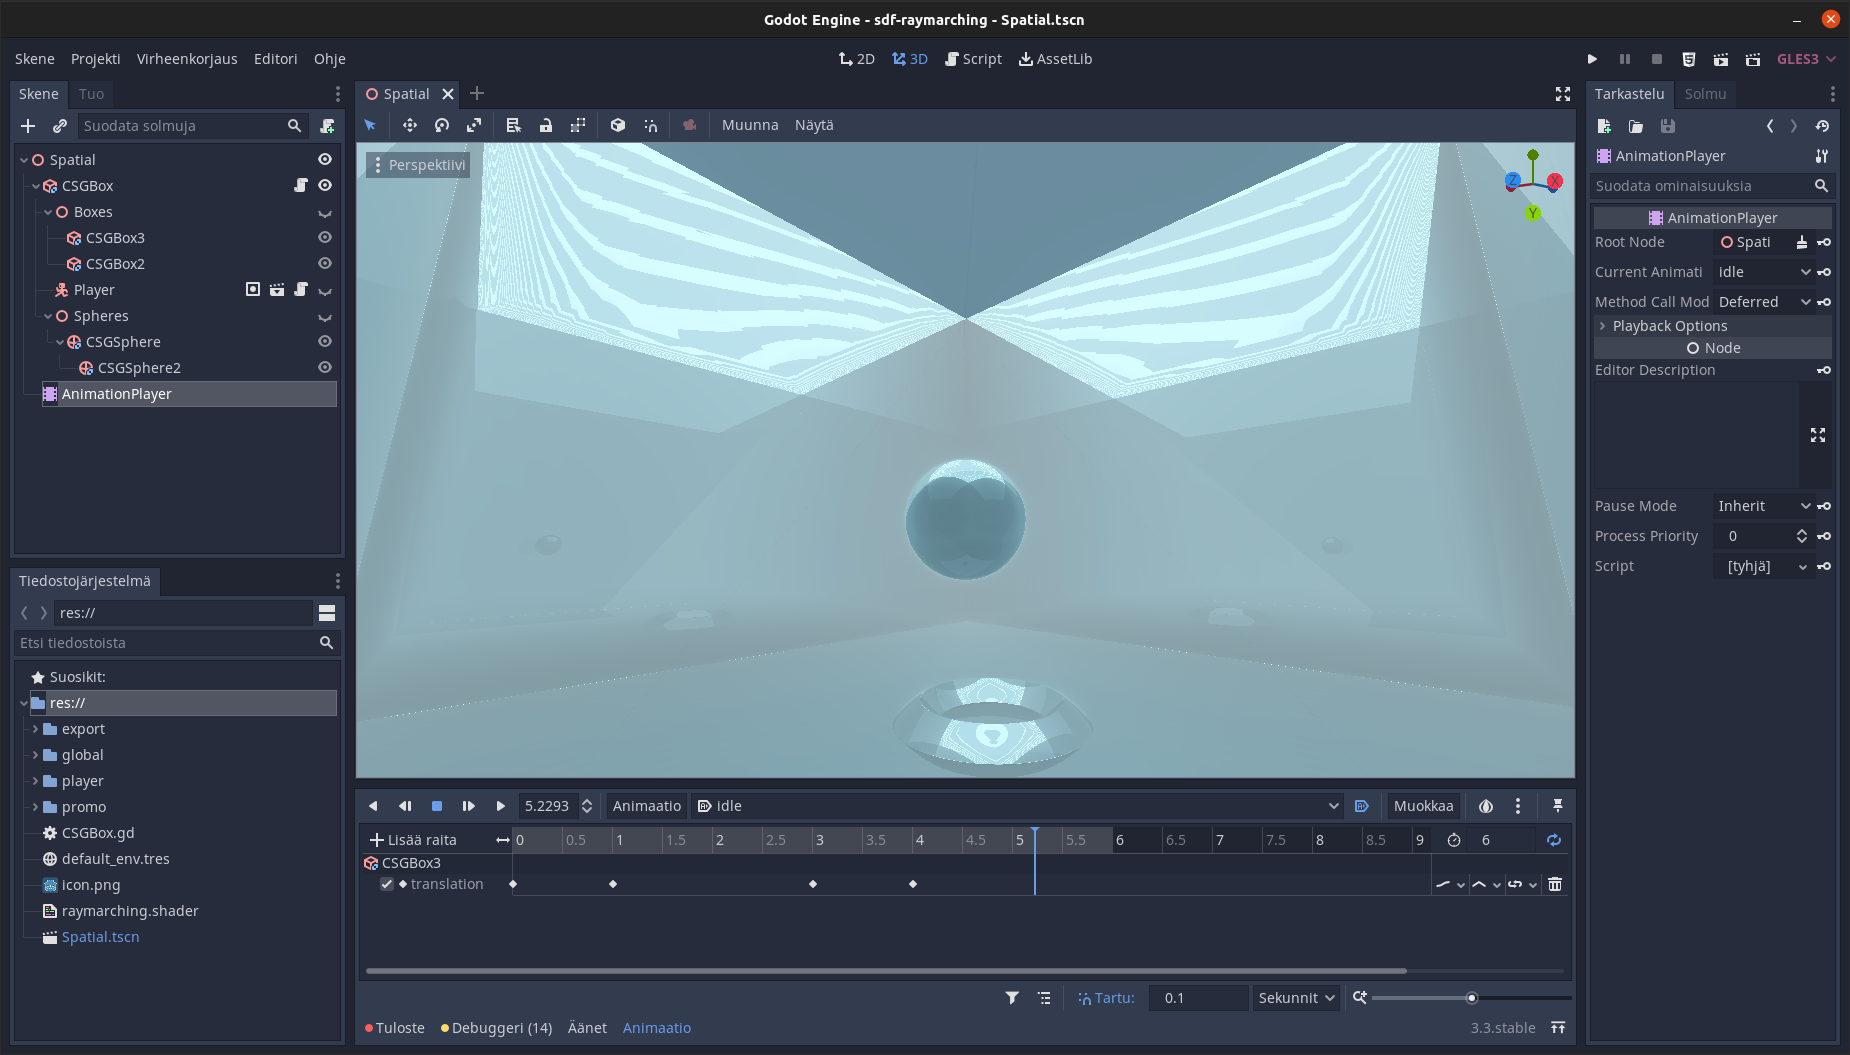 Godot Engine - sdf-raymarching - Spatial.tscn
Skene Projekti Virheenkorjaus Editori Ohje
2D 3D Script AssetLib
GLES3
Skene Tuo
Suodata solmuja
Spatial
CSGBox
Boxes
CSGBox3
CSGBox2
Player
Spheres
CSGSphere
CSGSphere2
AnimationPlayer
Tiedostojärjestelmä
res://
Etsi tiedostoista
Suosikit:
res://
export
global
player
promo
CSGBox.gd
default_env.tres
icon.png
raymarching.shader
Spatial.tscn
Spatial
Muunna Näytä
Perspektiivi
Z X
Y
5.2293 Animaatio idle Muokkaa
Lisää raita 0 0.5 1 1.5 2 2.5 3 3.5 4 4.5 5 5.5 6 6.5 7 7.5 8 8.5 9 6
CSGBox3
translation
Tartu: 0.1 Sekunnit
Tuloste Debuggeri (14) Äänet Animaatio 3.3.stable
Tarkastelu Solmu
AnimationPlayer
Suodata ominaisuuksia
AnimationPlayer
Root Node Spati
Current Animati idle
Method Call Mod Deferred
Playback Options
Node
Editor Description
Pause Mode Inherit
Process Priority 0
Script [tyhjä]